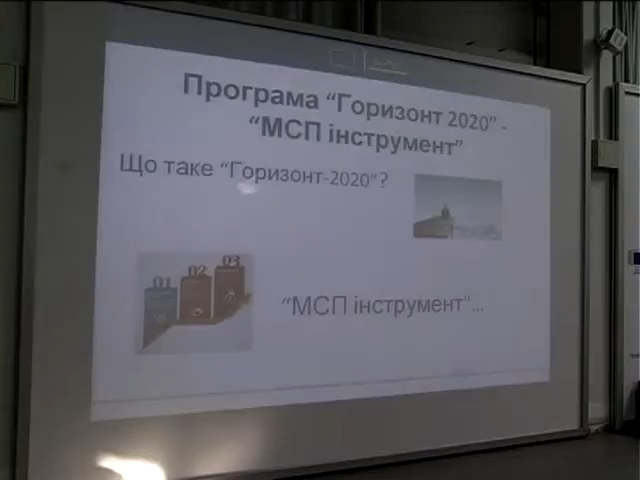 Програма “Горизонт 2020” -
“МСП інструмент”
Що таке “Горизонт-2020”?
01 02 03
“МСП інструмент”...